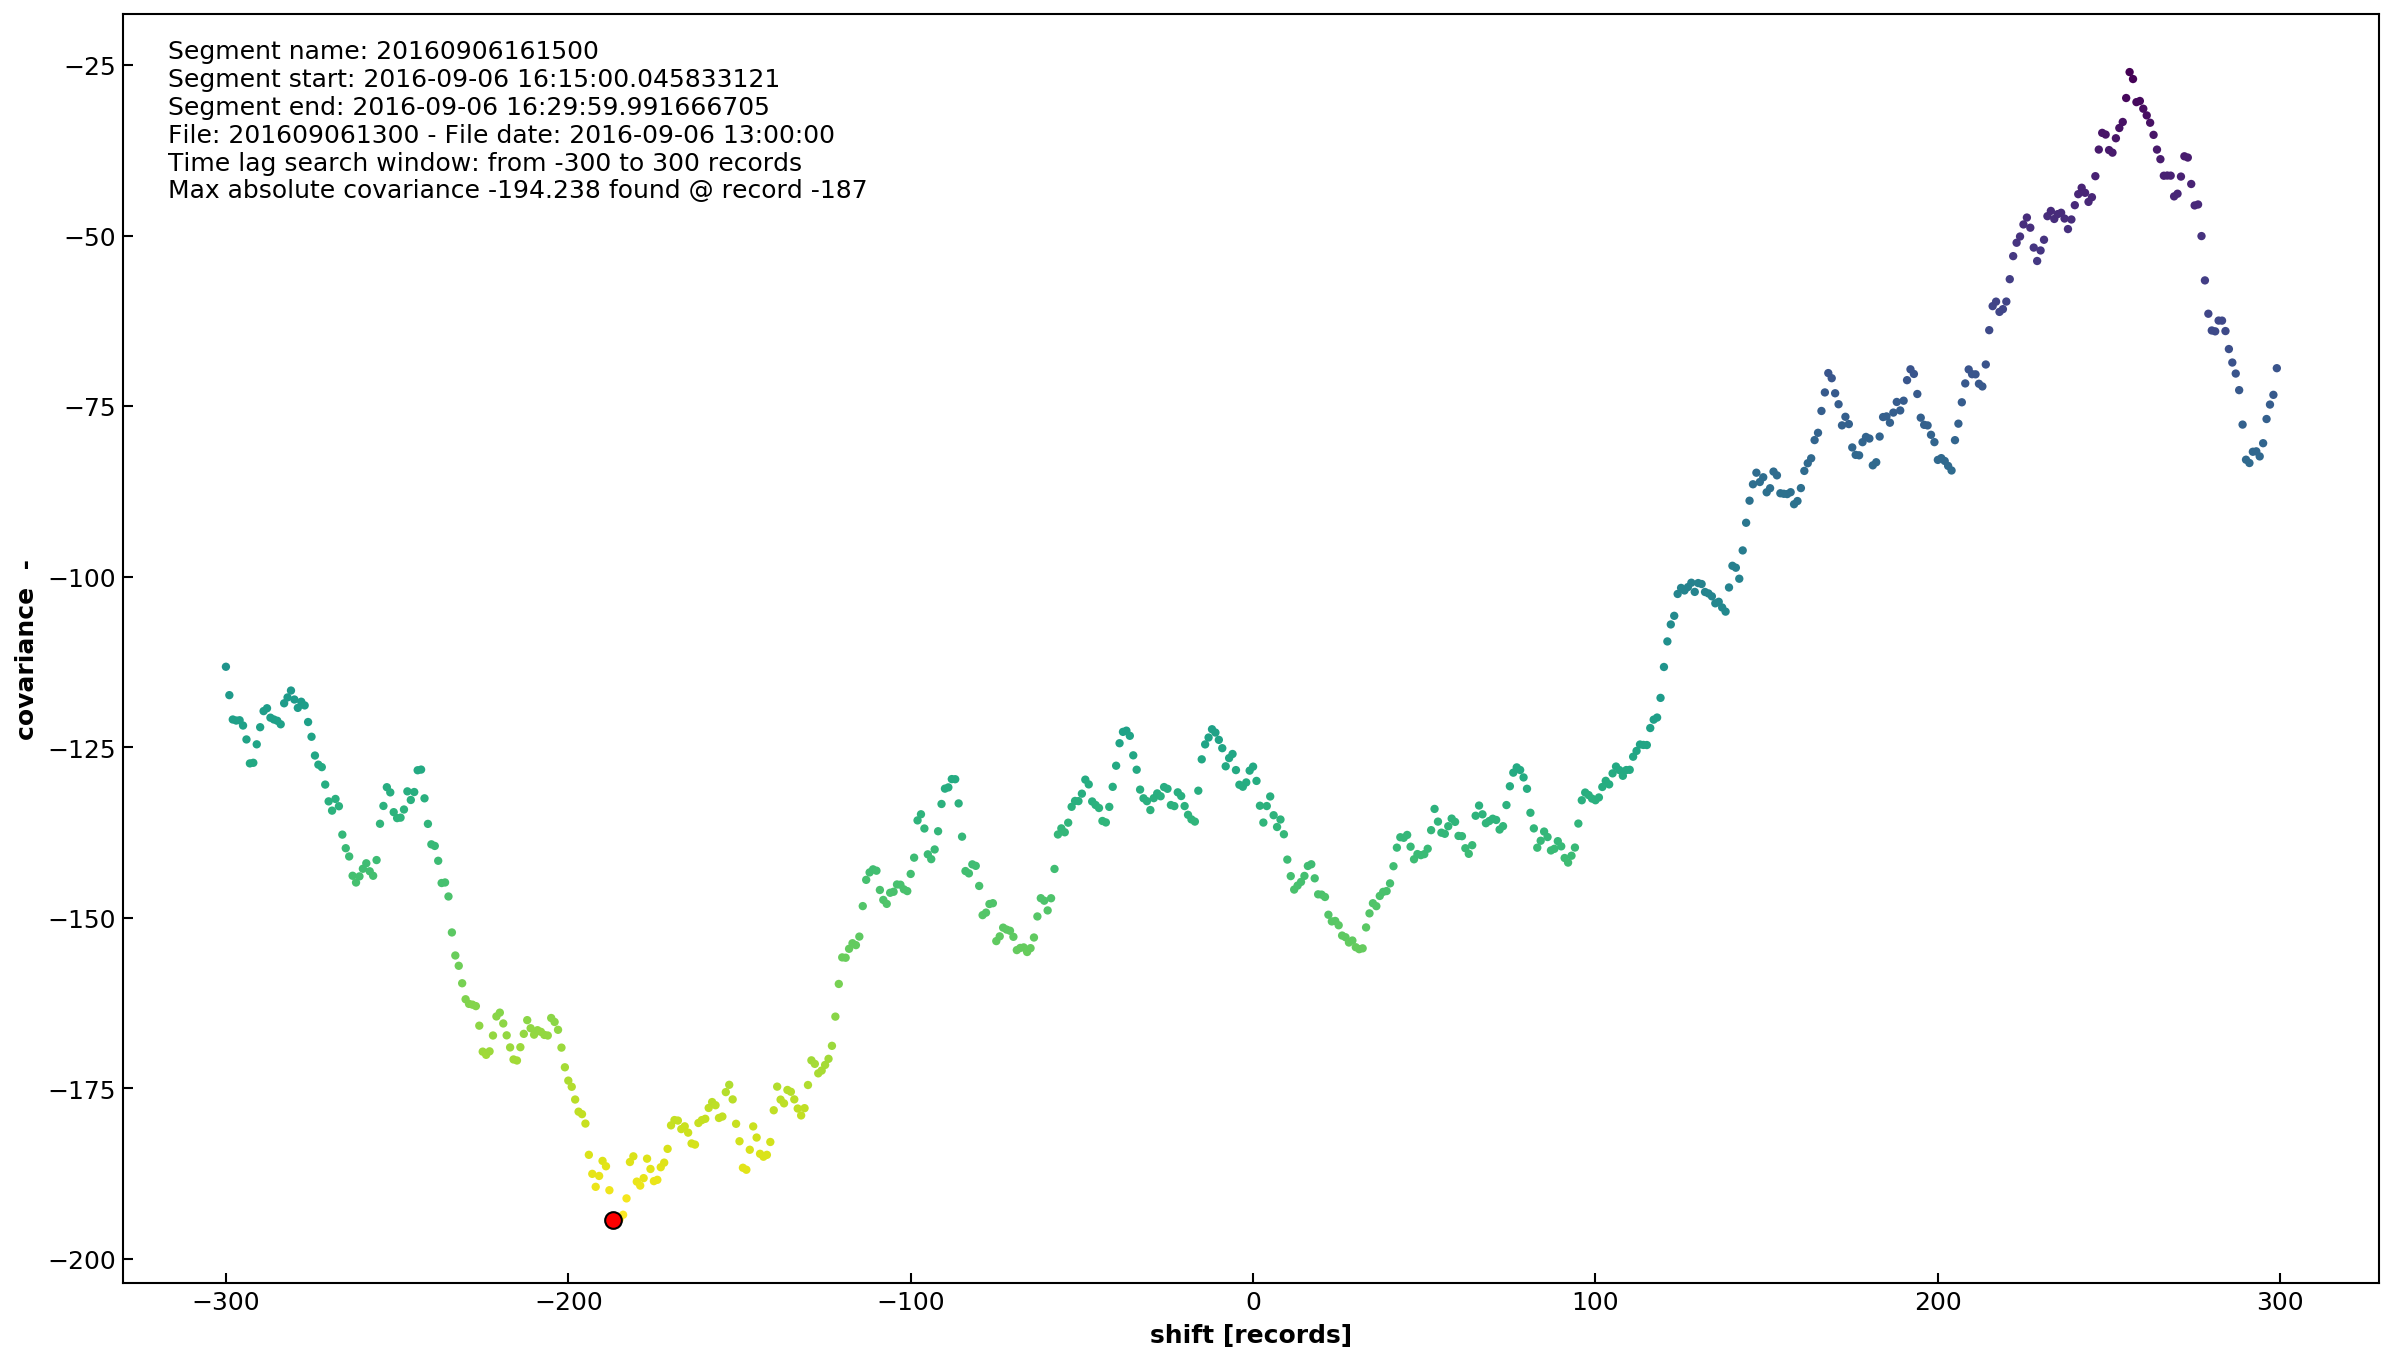 Segment name: 20160906161500
Segment start: 2016-09-06 16:15:00.045833121
Segment end: 2016-09-06 16:29:59.991666705
File: 201609061300 - File date: 2016-09-06 13:00:00
Time lag search window: from -300 to 300 records
Max absolute covariance -194.238 found @ record -187
−25
−50
−75
−100
−125
−150
−175
−200
covariance -
−300
−200
−100
0
100
200
300
shift [records]